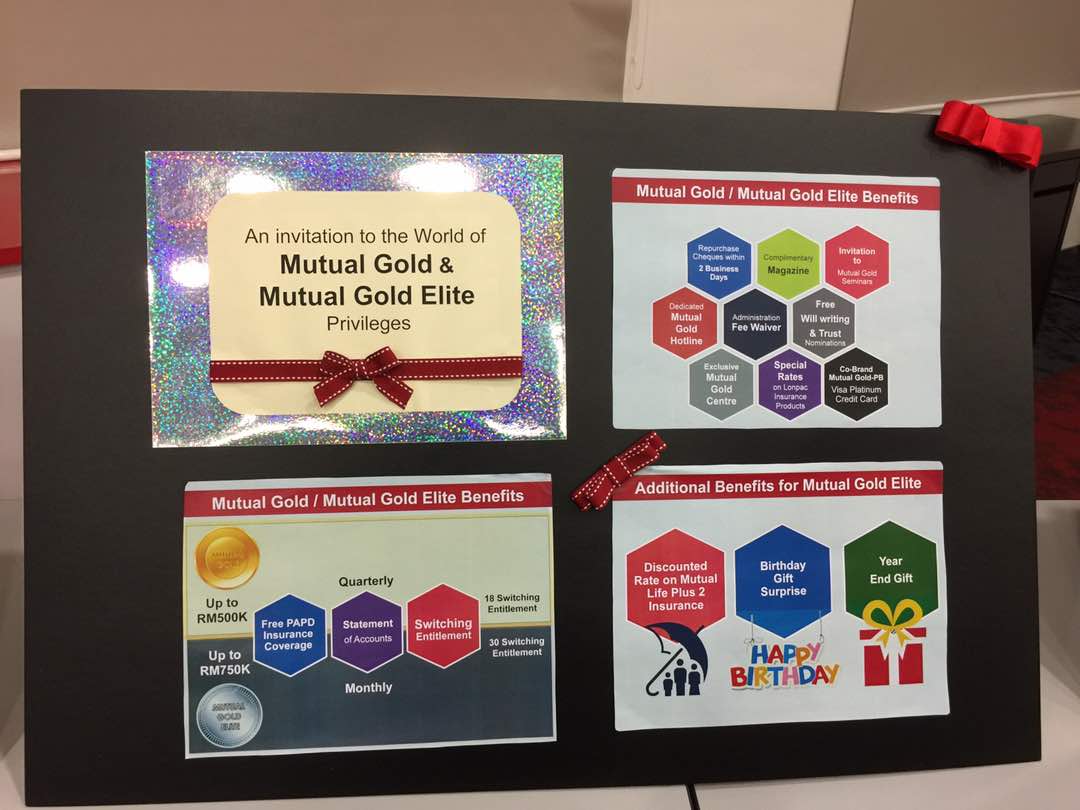 An invitation to the World of
Mutual Gold &
Mutual Gold Elite
Privileges
Mutual Gold / Mutual Gold Elite Benefits
Repurchase
Cheques within
2 Business
Days
Complimentary
Magazine
Invitation
to
Mutual Gold
Seminars
Dedicated
Mutual
Gold
Hotline
Administration
Fee Waiver
Free
Will writing
& Trust
Nominations
Exclusive
Mutual
Gold
Centre
Special
Rates
on Lonpac
Insurance
Products
Co-Brand
Mutual Gold-PB
Visa Platinum
Credit Card
Mutual Gold / Mutual Gold Elite Benefits
MUTUAL
GOLD
Up to
RM500K
Quarterly
18 Switching
Entitlement
Free PAPD
Insurance
Coverage
Statement
of Accounts
Switching
Entitlement
Up to
RM750K
30 Switching
Entitlement
Monthly
MUTUAL
GOLD
ELITE
Additional Benefits for Mutual Gold Elite
Discounted
Rate on Mutual
Life Plus 2
Insurance
Birthday
Gift
Surprise
Year
End Gift
HAPPY
BIRTHDAY